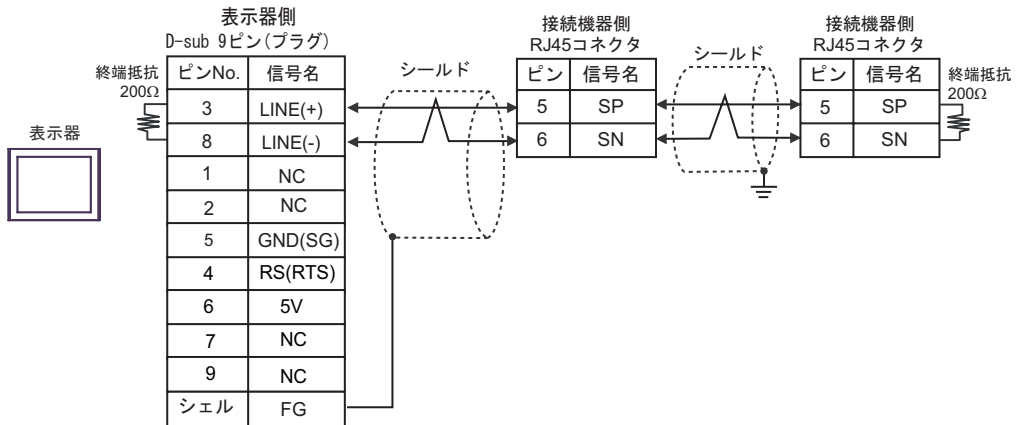 表示器側
D-sub 9ピン(プラグ)
終端抵抗
200Ω
ピンNo. 信号名
3 LINE(+)
8 LINE(-)
1 NC
2 NC
5 GND(SG)
4 RS(RTS)
6 5V
7 NC
9 NC
シェル FG
表示器
シールド
接続機器側
RJ45コネクタ
ピン 信号名
5 SP
6 SN
シールド
接続機器側
RJ45コネクタ
ピン 信号名
5 SP
6 SN
終端抵抗
200Ω